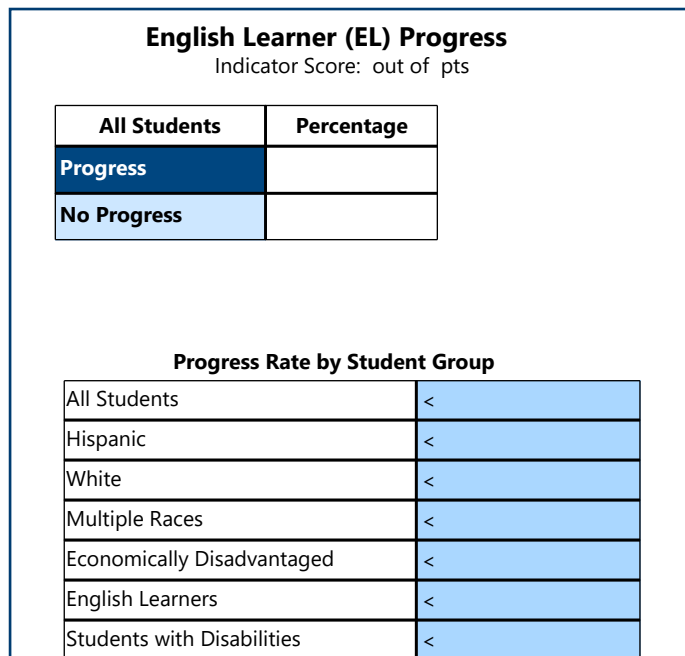 English Learner (EL) Progress
Indicator Score: out of pts
All Students Percentage
Progress
No Progress
Progress Rate by Student Group
All Students <
Hispanic <
White <
Multiple Races <
Economically Disadvantaged <
English Learners <
Students with Disabilities <